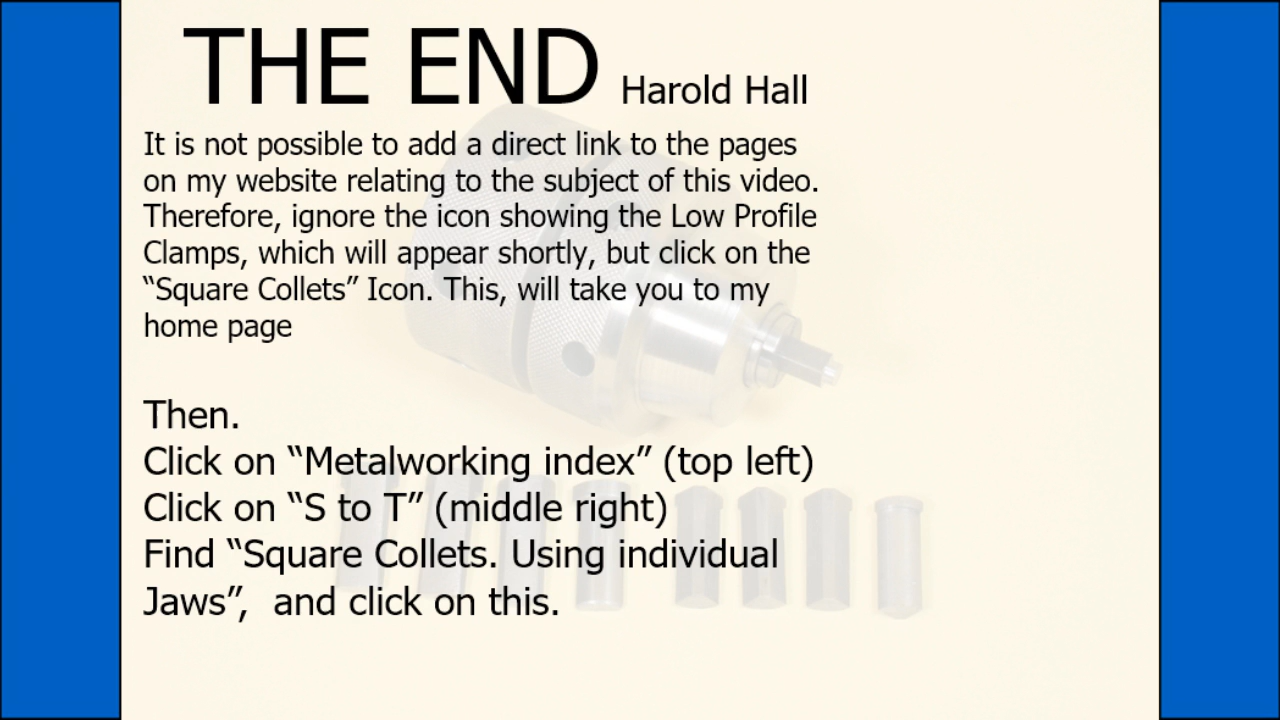 THE END Harold Hall
It is not possible to add a direct link to the pages
on my website relating to the subject of this video.
Therefore, ignore the icon showing the Low Profile
Clamps, which will appear shortly, but click on the
“Square Collets” Icon. This, will take you to my
home page
Then.
Click on “Metalworking index” (top left)
Click on “S to T” (middle right)
Find “Square Collets. Using individual
Jaws”,  and click on this.